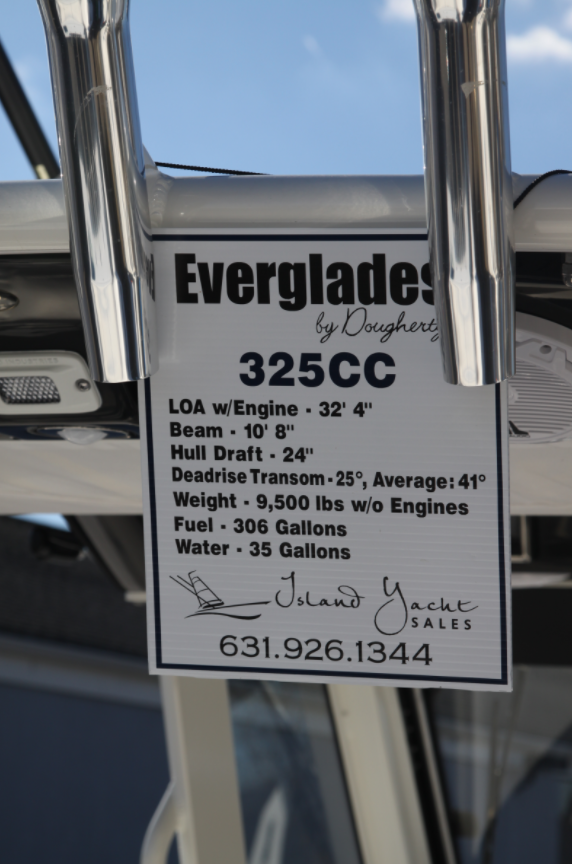 Everglades
by Dougherty
325CC
LOA w/Engine - 32' 4"
Beam - 10' 8"
Hull Draft - 24"
Deadrise Transom - 25°, Average: 41°
Weight - 9,500 lbs w/o Engines
Fuel - 306 Gallons
Water - 35 Gallons
Island Yacht
SALES
631.926.1344